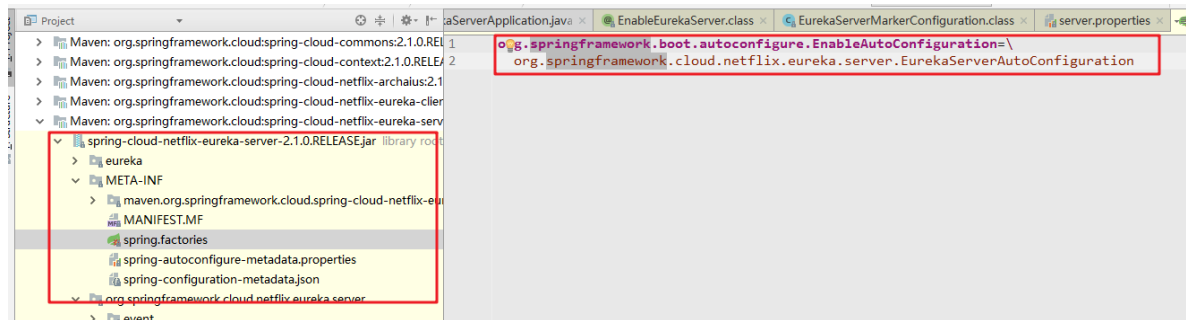 Project
aServerApplication.java
EnableEurekaServer.class
EurekaServerMarkerConfiguration.class
server.properties
Maven: org.springframework.cloud:spring-cloud-commons:2.1.0.REL
Maven: org.springframework.cloud:spring-cloud-context:2.1.0.RELEA
Maven: org.springframework.cloud:spring-cloud-netflix-archaius:2.1
Maven: org.springframework.cloud:spring-cloud-netflix-eureka-clier
Maven: org.springframework.cloud:spring-cloud-netflix-eureka-serv
spring-cloud-netflix-eureka-server-2.1.0.RELEASE.jar library root
eureka
META-INF
maven.org.springframework.cloud.spring-cloud-netflix-eu
MANIFEST.MF
spring.factories
spring-autoconfigure-metadata.properties
spring-configuration-metadata.json
org.springframework.cloud.netflix.eureka.server
event
1 org.springframework.boot.autoconfigure.EnableAutoConfiguration=\
2 org.springframework.cloud.netflix.eureka.server.EurekaServerAutoConfiguration